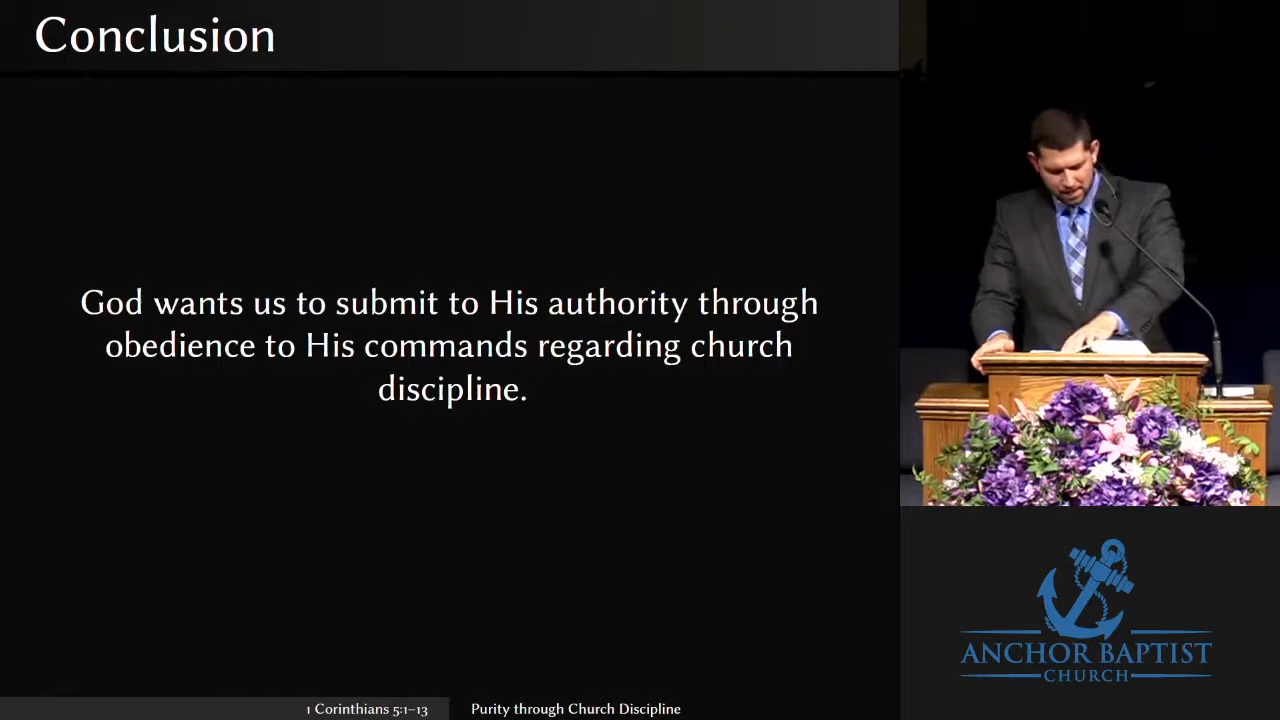 Conclusion
God wants us to submit to His authority through
obedience to His commands regarding church
discipline.
1 Corinthians 5:1–13
Purity through Church Discipline
ANCHOR BAPTIST
CHURCH